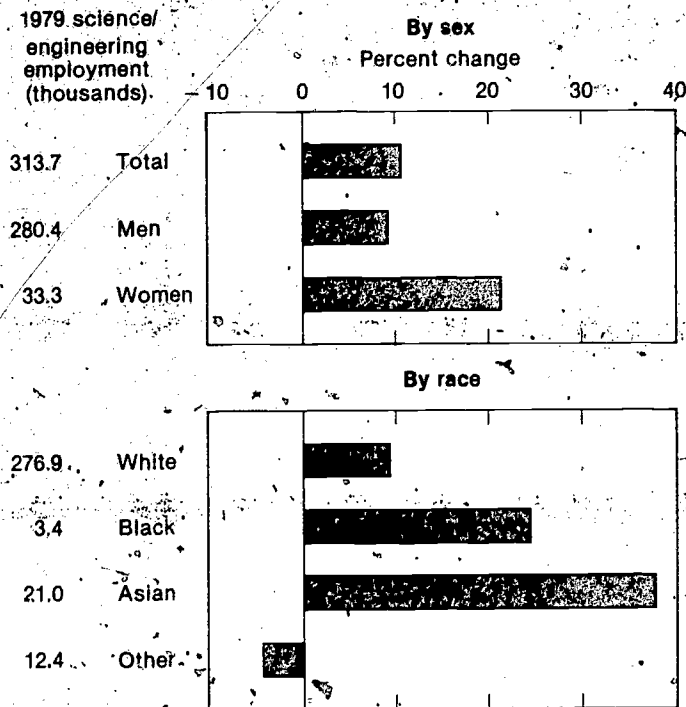 1979 science/
engineering
employment
(thousands)
By sex
Percent change
–10 0 10 20 30 40
313.7 Total
280.4 Men
33.3 Women
By race
276.9 White
3.4 Black
21.0 Asian
12.4 Other